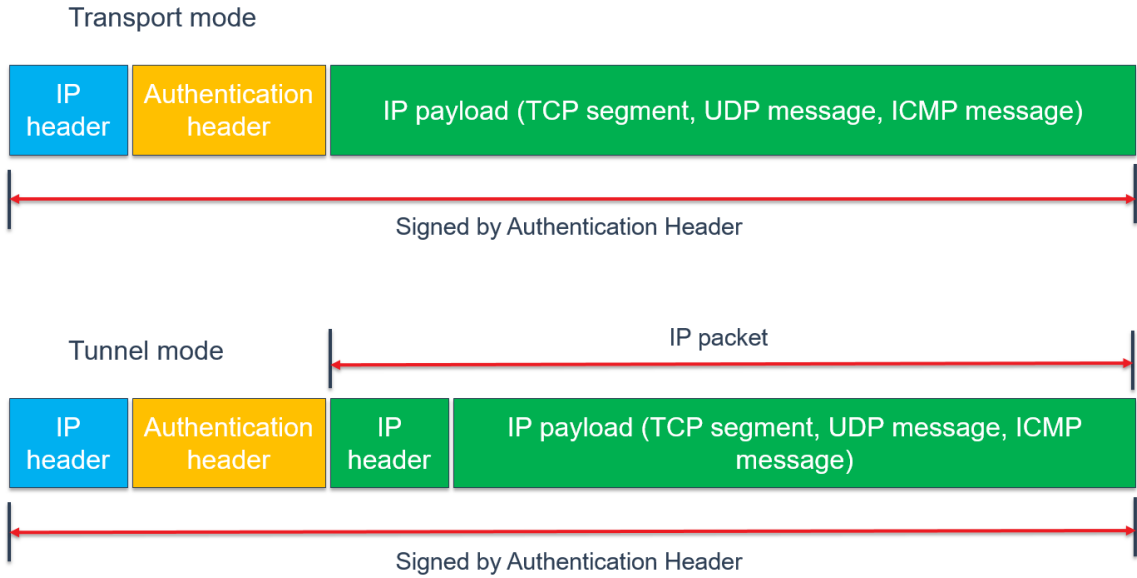 Transport mode
IP
header
Authentication
header
IP payload (TCP segment, UDP message, ICMP message)
Signed by Authentication Header
Tunnel mode
IP packet
IP
header
Authentication
header
IP
header
IP payload (TCP segment, UDP message, ICMP
message)
Signed by Authentication Header